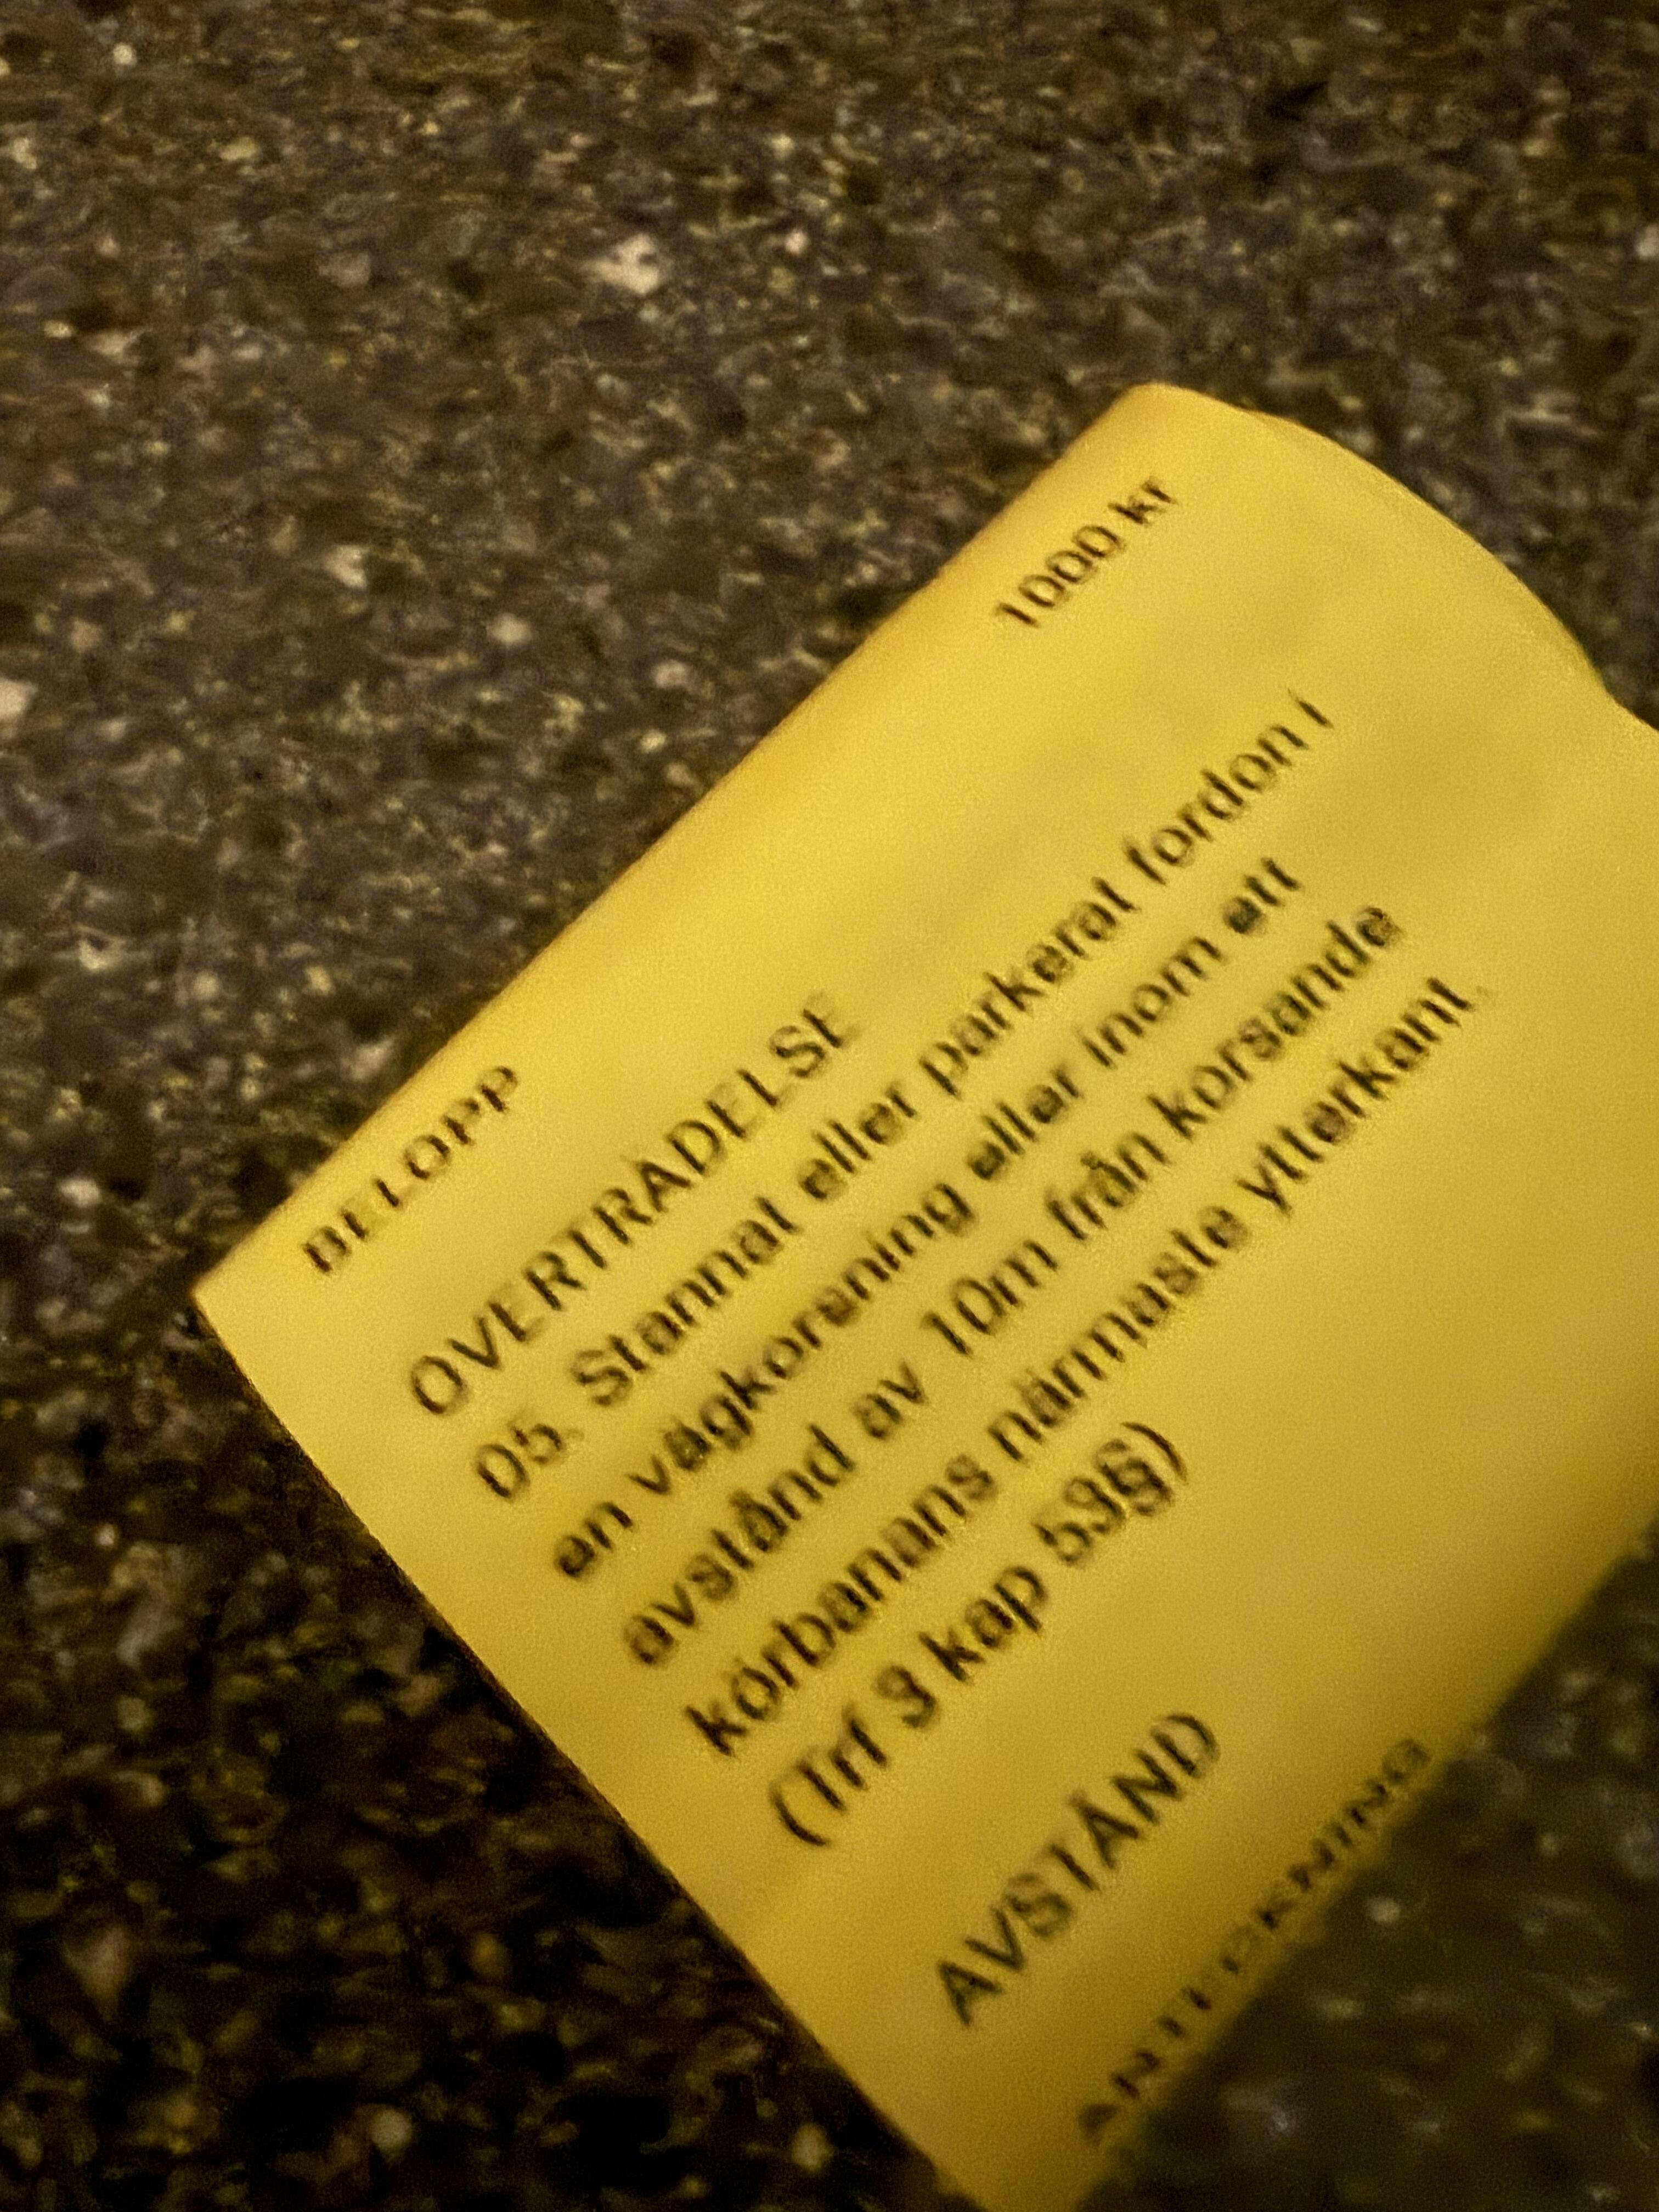 BELOPP 1000 kr
ÖVERTRÄDELSE
05. Stannat eller parkerat fordon i
en vägkorsning eller inom ett
avstånd av 10m från korsande
körbanans närmaste ytterkant.
(Trf 3 kap 53§)
AVSTÅND
ANTECKNING